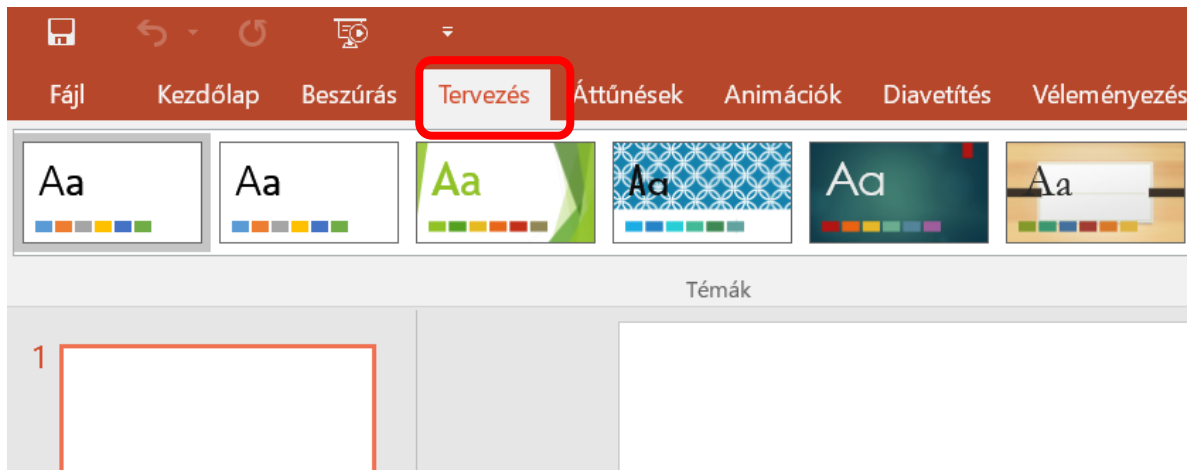 Fájl Kezdőlap Beszúrás Tervezés Áttűnések Animációk Diavetítés Véleményezés
Aa Aa Aa Aa Aa Aa
Témák
1